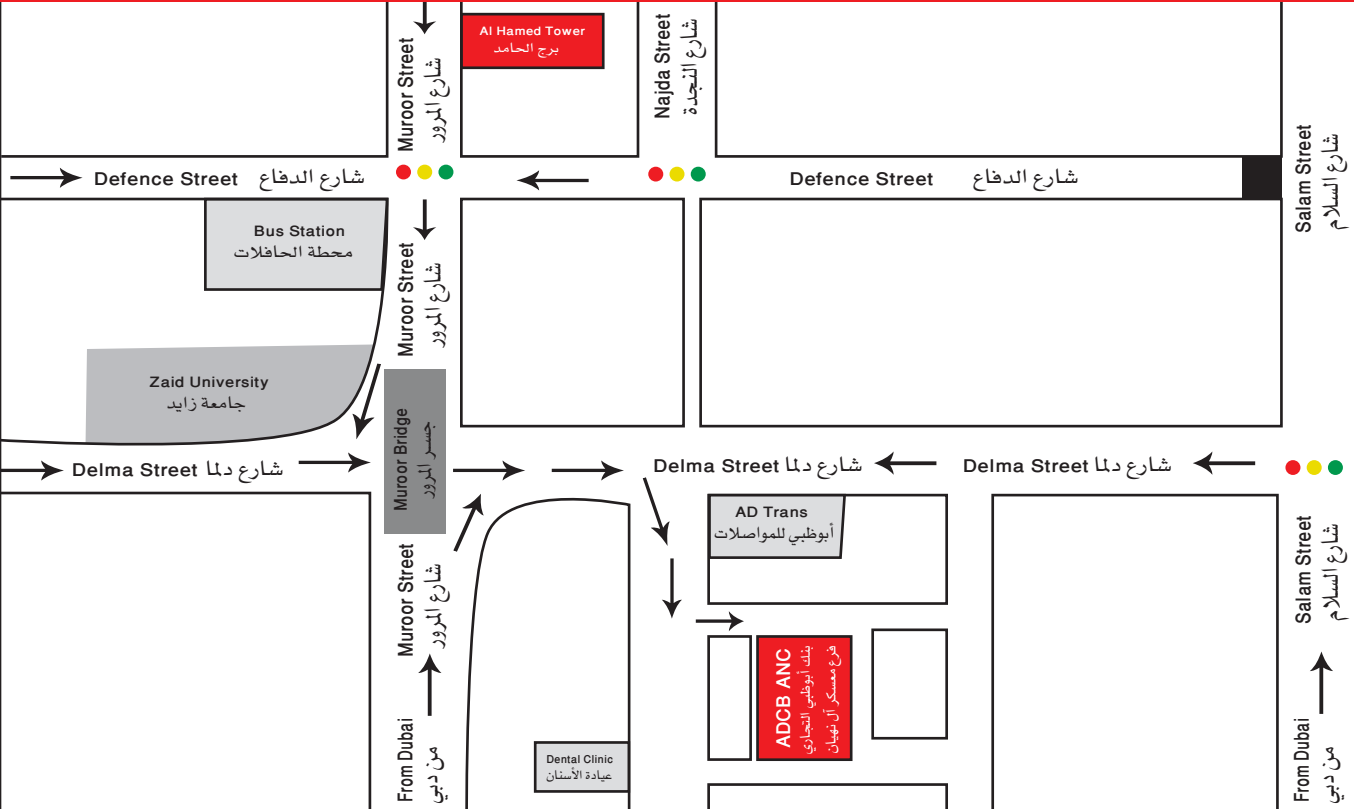 Al Hamed Tower
برج الحامد
Muroor Street
شارع المرور
Najda Street
شارع النجدة
Salam Street
شارع السلام
Defence Street شارع الدفاع
Defence Street شارع الدفاع
Bus Station
محطة الحافلات
Muroor Street
شارع المرور
Zaid University
جامعة زايد
Muroor Bridge
جسر المرور
Delma Street شارع دلما
Delma Street شارع دلما
Delma Street شارع دلما
AD Trans
أبوظبي للمواصلات
Muroor Street
شارع المرور
Salam Street
شارع السلام
ADCB ANC
بنك أبوظبي التجاري
فرع معسكر آل نهيان
Dental Clinic
عيادة الأسنان
From Dubai
من دبي
From Dubai
من دبي